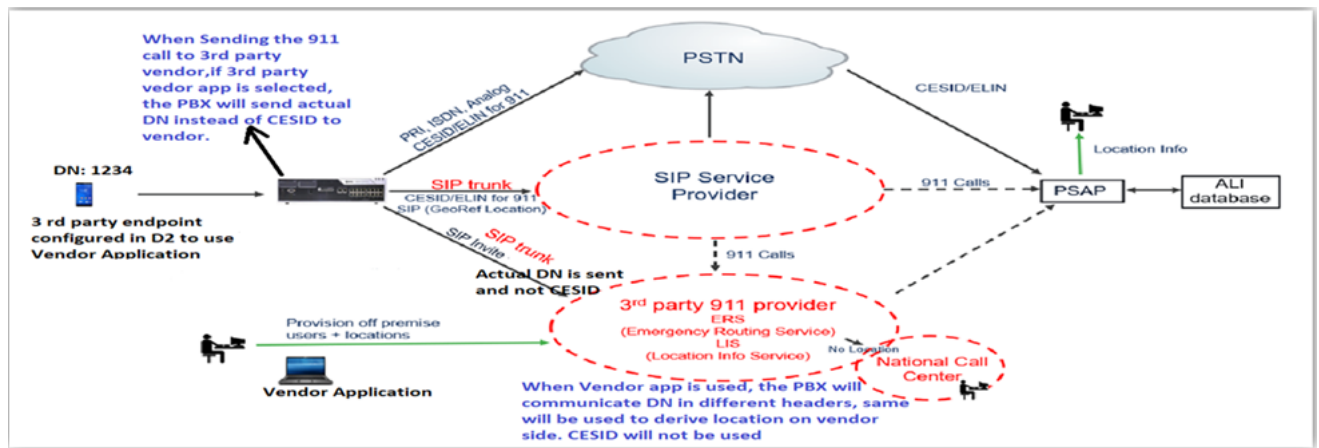 When Sending the 911
call to 3rd party
vendor,if 3rd party
vedor app is selected,
the PBX will send actual
DN instead of CESID to
vendor.
PSTN
PRI, ISDN, Analog
CESID/ELIN for 911
CESID/ELIN
Location Info
DN: 1234
3 rd party endpoint
configured in D2 to use
Vendor Application
SIP trunk
CESID/ELIN for 911
SIP (GeoRef Location)
SIP Service
Provider
911 Calls
PSAP
ALI
database
SIP trunk
SIP Invite
Actual DN is sent
and not CESID
911 Calls
3rd party 911 provider
ERS
(Emergency Routing Service)
LIS
(Location Info Service)
No Location
National Call
Center
Provision off premise
users + locations
Vendor Application
When Vendor app is used, the PBX will
communicate DN in different headers, same
will be used to derive location on vendor
side. CESID will not be used